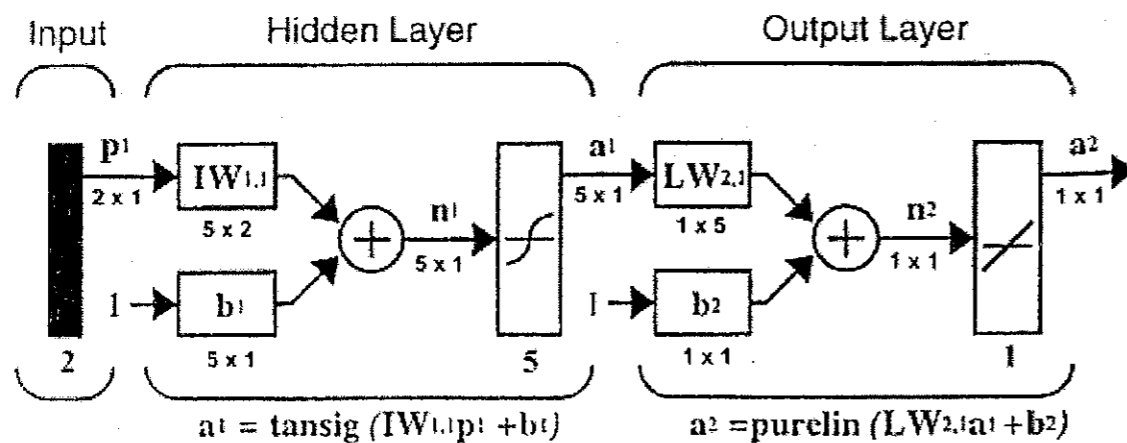 Input Hidden Layer Output Layer
p1 a1 a2
IW1,1 LW2,1
2 x 1 5 x 1 1 x 1
5 x 2 n1 1 x 5 n2
5 x 1 1 x 1
1 b1 1 b2
2 5 x 1 5 1 x 1 1
a1 = tansig (IW1,1p1 +b1) a2 =purelin (LW2,1a1 +b2)